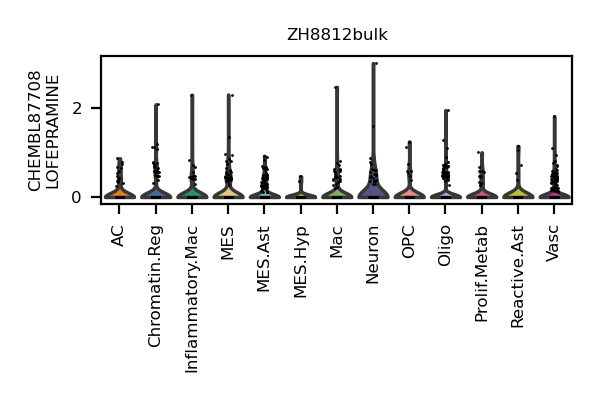 ZH8812bulk
CHEMBL87708
LOFEPRAMINE
2
0
AC
Chromatin.Reg
Inflammatory.Mac
MES
MES.Ast
MES.Hyp
Mac
Neuron
OPC
Oligo
Prolif.Metab
Reactive.Ast
Vasc